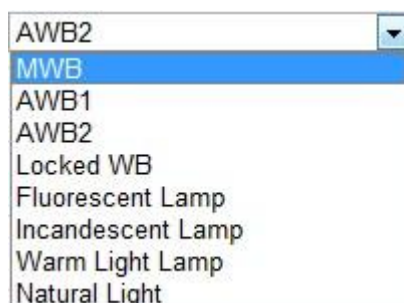 AWB2
MWB
AWB1
AWB2
Locked WB
Fluorescent Lamp
Incandescent Lamp
Warm Light Lamp
Natural Light